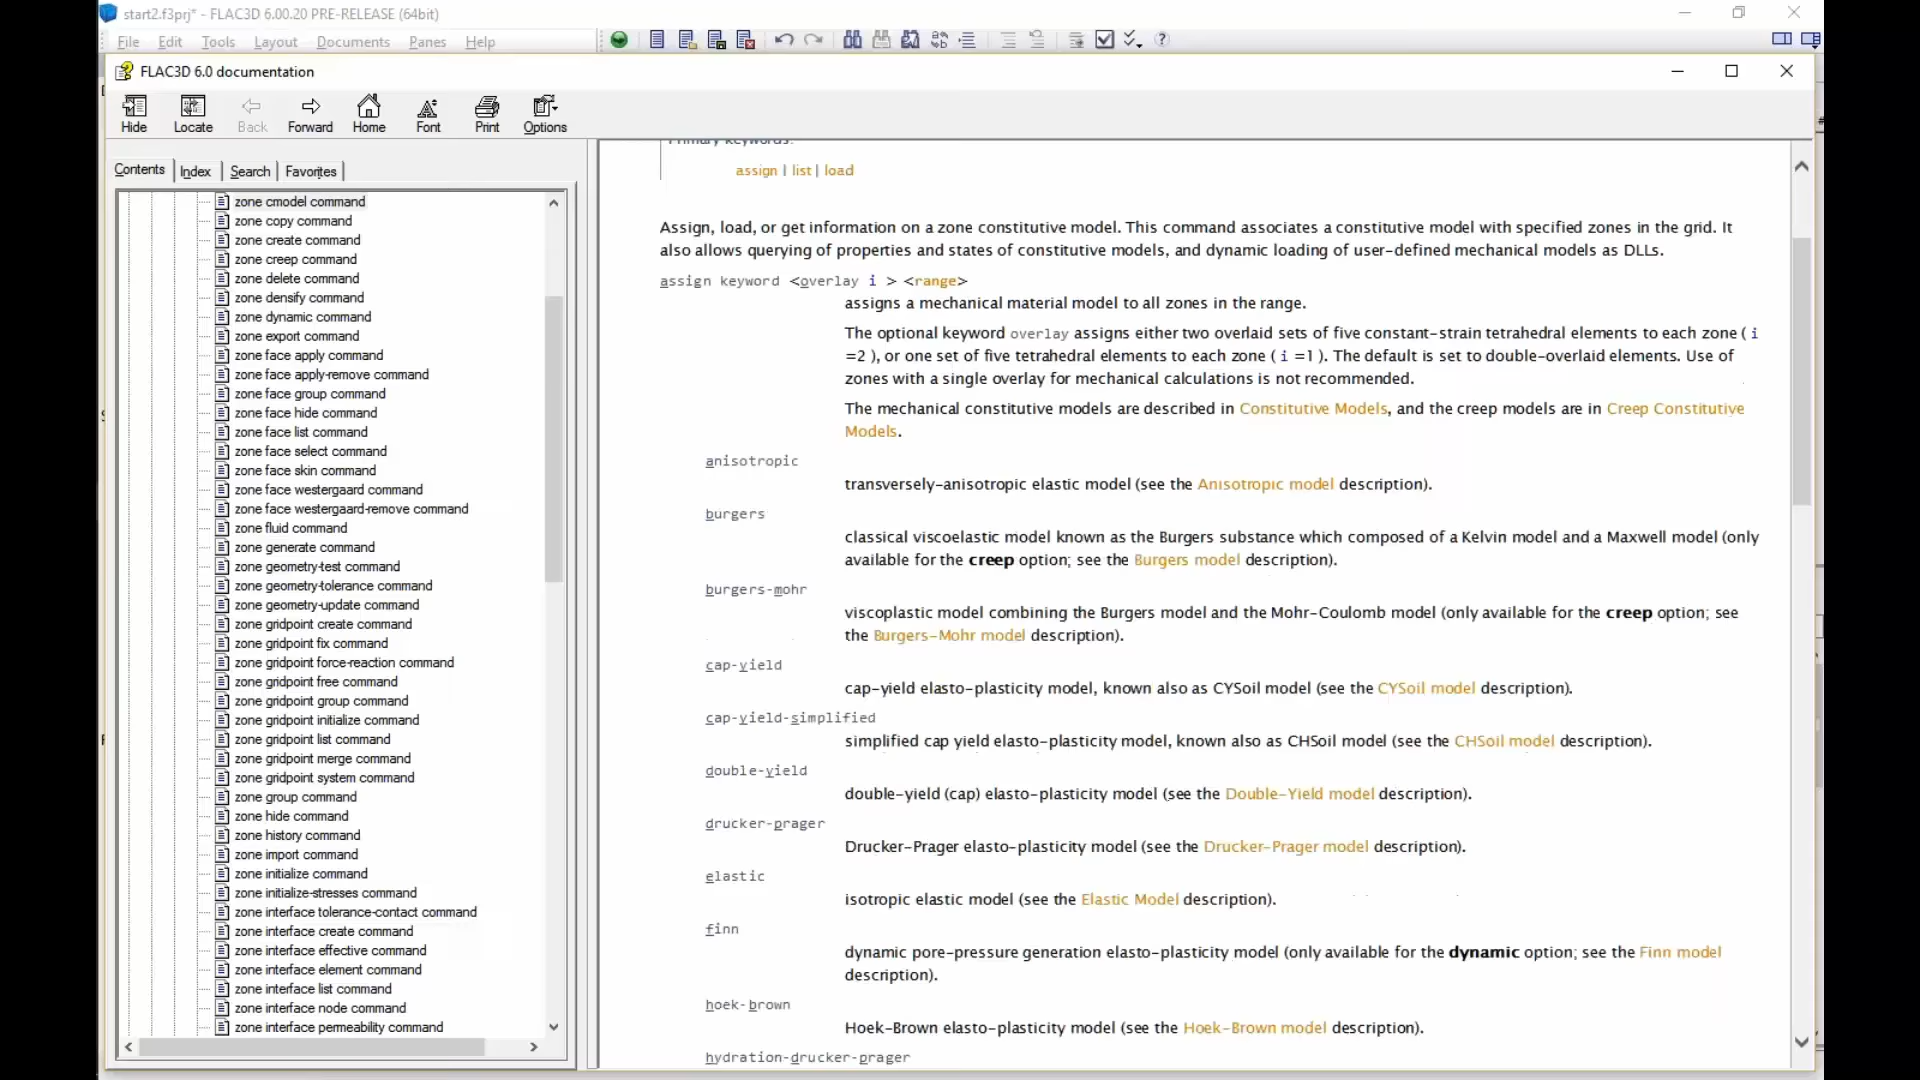 start2.f3prj* - FLAC3D 6.00.20 PRE-RELEASE (64bit)
File Edit Tools Layout Documents Panes Help
FLAC3D 6.0 documentation
Hide Locate Back Forward Home Font Print Options
Contents Index Search Favorites
zone cmodel command
zone copy command
zone create command
zone creep command
zone delete command
zone densify command
zone dynamic command
zone export command
zone face apply command
zone face apply-remove command
zone face group command
zone face hide command
zone face list command
zone face select command
zone face skin command
zone face westergaard command
zone face westergaard-remove command
zone fluid command
zone generate command
zone geometry-test command
zone geometry-tolerance command
zone geometry-update command
zone gridpoint create command
zone gridpoint fix command
zone gridpoint force-reaction command
zone gridpoint free command
zone gridpoint group command
zone gridpoint initialize command
zone gridpoint list command
zone gridpoint merge command
zone gridpoint system command
zone group command
zone hide command
zone history command
zone import command
zone initialize command
zone initialize-stresses command
zone interface tolerance-contact command
zone interface create command
zone interface effective command
zone interface element command
zone interface list command
zone interface node command
zone interface permeability command
Primary keywords:
assign | list | load
Assign, load, or get information on a zone constitutive model. This command associates a constitutive model with specified zones in the grid. It
also allows querying of properties and states of constitutive models, and dynamic loading of user-defined mechanical models as DLLs.
assign keyword <overlay i > <range>
assigns a mechanical material model to all zones in the range.
The optional keyword overlay assigns either two overlaid sets of five constant-strain tetrahedral elements to each zone ( i
=2 ), or one set of five tetrahedral elements to each zone ( i =1 ). The default is set to double-overlaid elements. Use of
zones with a single overlay for mechanical calculations is not recommended.
The mechanical constitutive models are described in Constitutive Models, and the creep models are in Creep Constitutive
Models.
anisotropic
transversely-anisotropic elastic model (see the Anisotropic model description).
burgers
classical viscoelastic model known as the Burgers substance which composed of a Kelvin model and a Maxwell model (only
available for the creep option; see the Burgers model description).
burgers-mohr
viscoplastic model combining the Burgers model and the Mohr-Coulomb model (only available for the creep option; see
the Burgers-Mohr model description).
cap-yield
cap-yield elasto-plasticity model, known also as CYSoil model (see the CYSoil model description).
cap-yield-simplified
simplified cap yield elasto-plasticity model, known also as CHSoil model (see the CHSoil model description).
double-yield
double-yield (cap) elasto-plasticity model (see the Double-Yield model description).
drucker-prager
Drucker-Prager elasto-plasticity model (see the Drucker-Prager model description).
elastic
isotropic elastic model (see the Elastic Model description).
finn
dynamic pore-pressure generation elasto-plasticity model (only available for the dynamic option; see the Finn model
description).
hoek-brown
Hoek-Brown elasto-plasticity model (see the Hoek-Brown model description).
hydration-drucker-prager